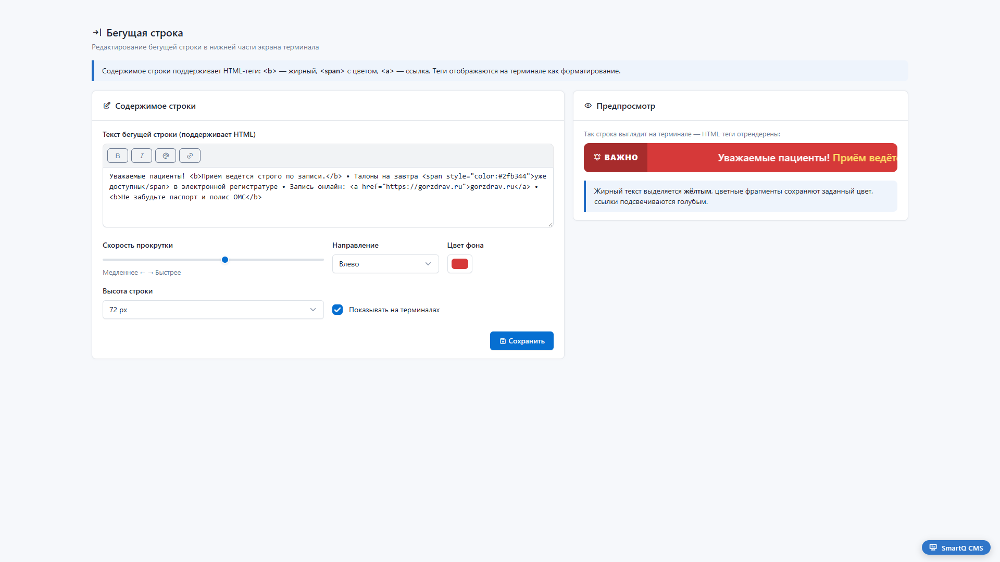 Бегущая строка
Редактирование бегущей строки в нижней части экрана терминала
Содержимое строки поддерживает HTML-теги: <b> — жирный, <span> с цветом, <a> — ссылка. Теги отображаются на терминале как форматирование.
Содержимое строки
Текст бегущей строки (поддерживает HTML)
B I
Уважаемые пациенты! <b>Приём ведётся строго по записи.</b> • Талоны на завтра <span style="color:#2fb344">уже
доступны</span> в электронной регистратуре • Запись онлайн: <a href="https://gorzdrav.ru">gorzdrav.ru</a> •
<b>Не забудьте паспорт и полис ОМС</b>
Скорость прокрутки
Медленнее ← → Быстрее
Направление
Влево
Цвет фона
Высота строки
72 px
Показывать на терминалах
Сохранить
Предпросмотр
Так строка выглядит на терминале — HTML-теги отрендерены:
ВАЖНО
Уважаемые пациенты! Приём ведётс
Жирный текст выделяется жёлтым, цветные фрагменты сохраняют заданный цвет,
ссылки подсвечиваются голубым.
SmartQ CMS